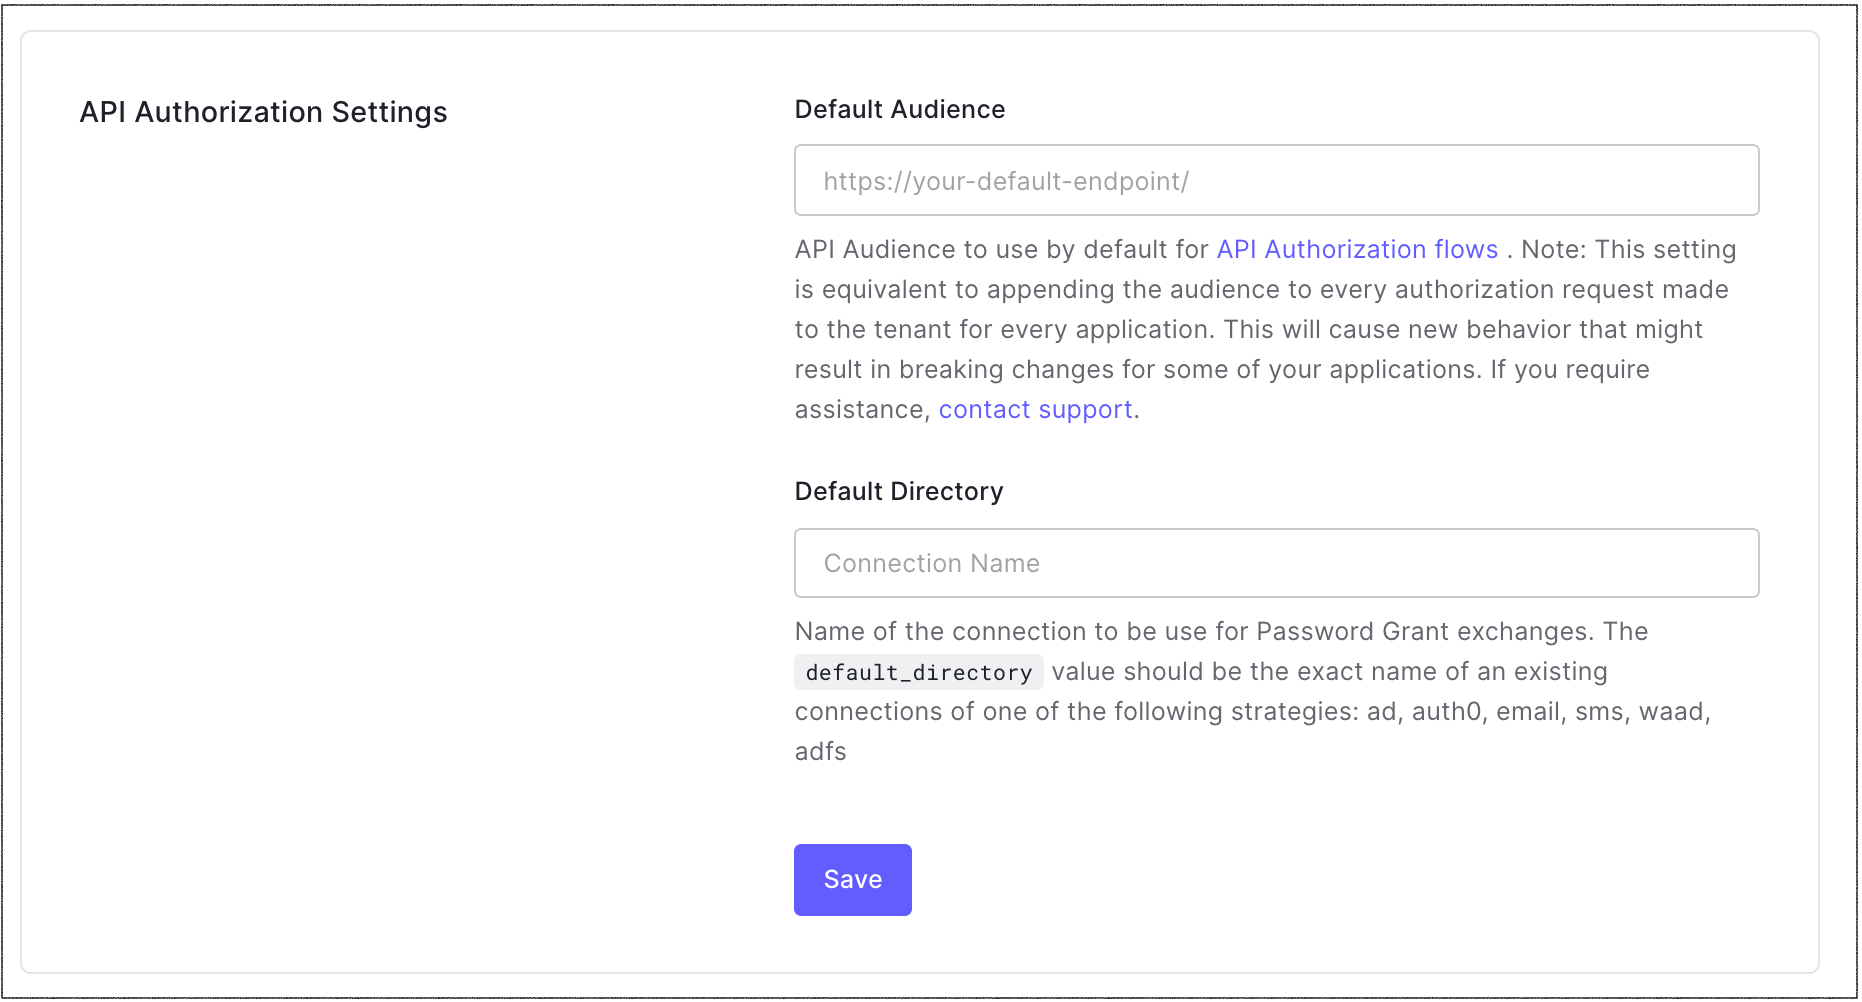 API Authorization Settings
Default Audience
https://your-default-endpoint/
API Audience to use by default for API Authorization flows . Note: This setting
is equivalent to appending the audience to every authorization request made
to the tenant for every application. This will cause new behavior that might
result in breaking changes for some of your applications. If you require
assistance, contact support.
Default Directory
Connection Name
Name of the connection to be use for Password Grant exchanges. The
default_directory value should be the exact name of an existing
connections of one of the following strategies: ad, auth0, email, sms, waad,
adfs
Save